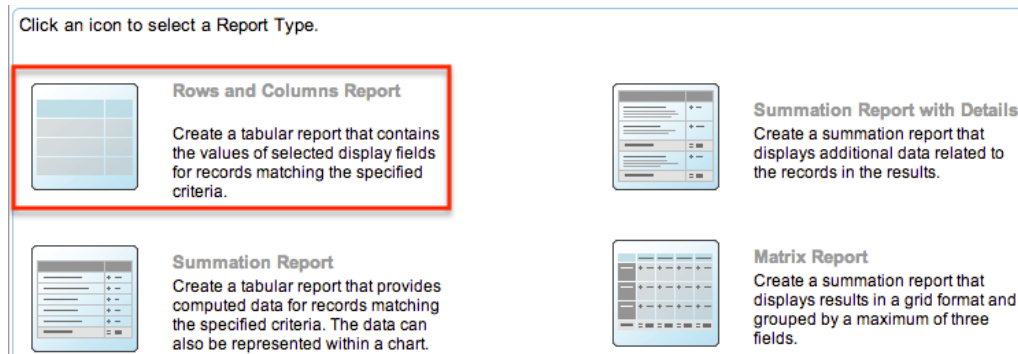 Click an icon to select a Report Type.
Rows and Columns Report
Create a tabular report that contains
the values of selected display fields
for records matching the specified
criteria.
Summation Report with Details
Create a summation report that
displays additional data related to
the records in the results.
Summation Report
Create a tabular report that provides
computed data for records matching
the specified criteria. The data can
also be represented within a chart.
Matrix Report
Create a summation report that
displays results in a grid format and
grouped by a maximum of three
fields.